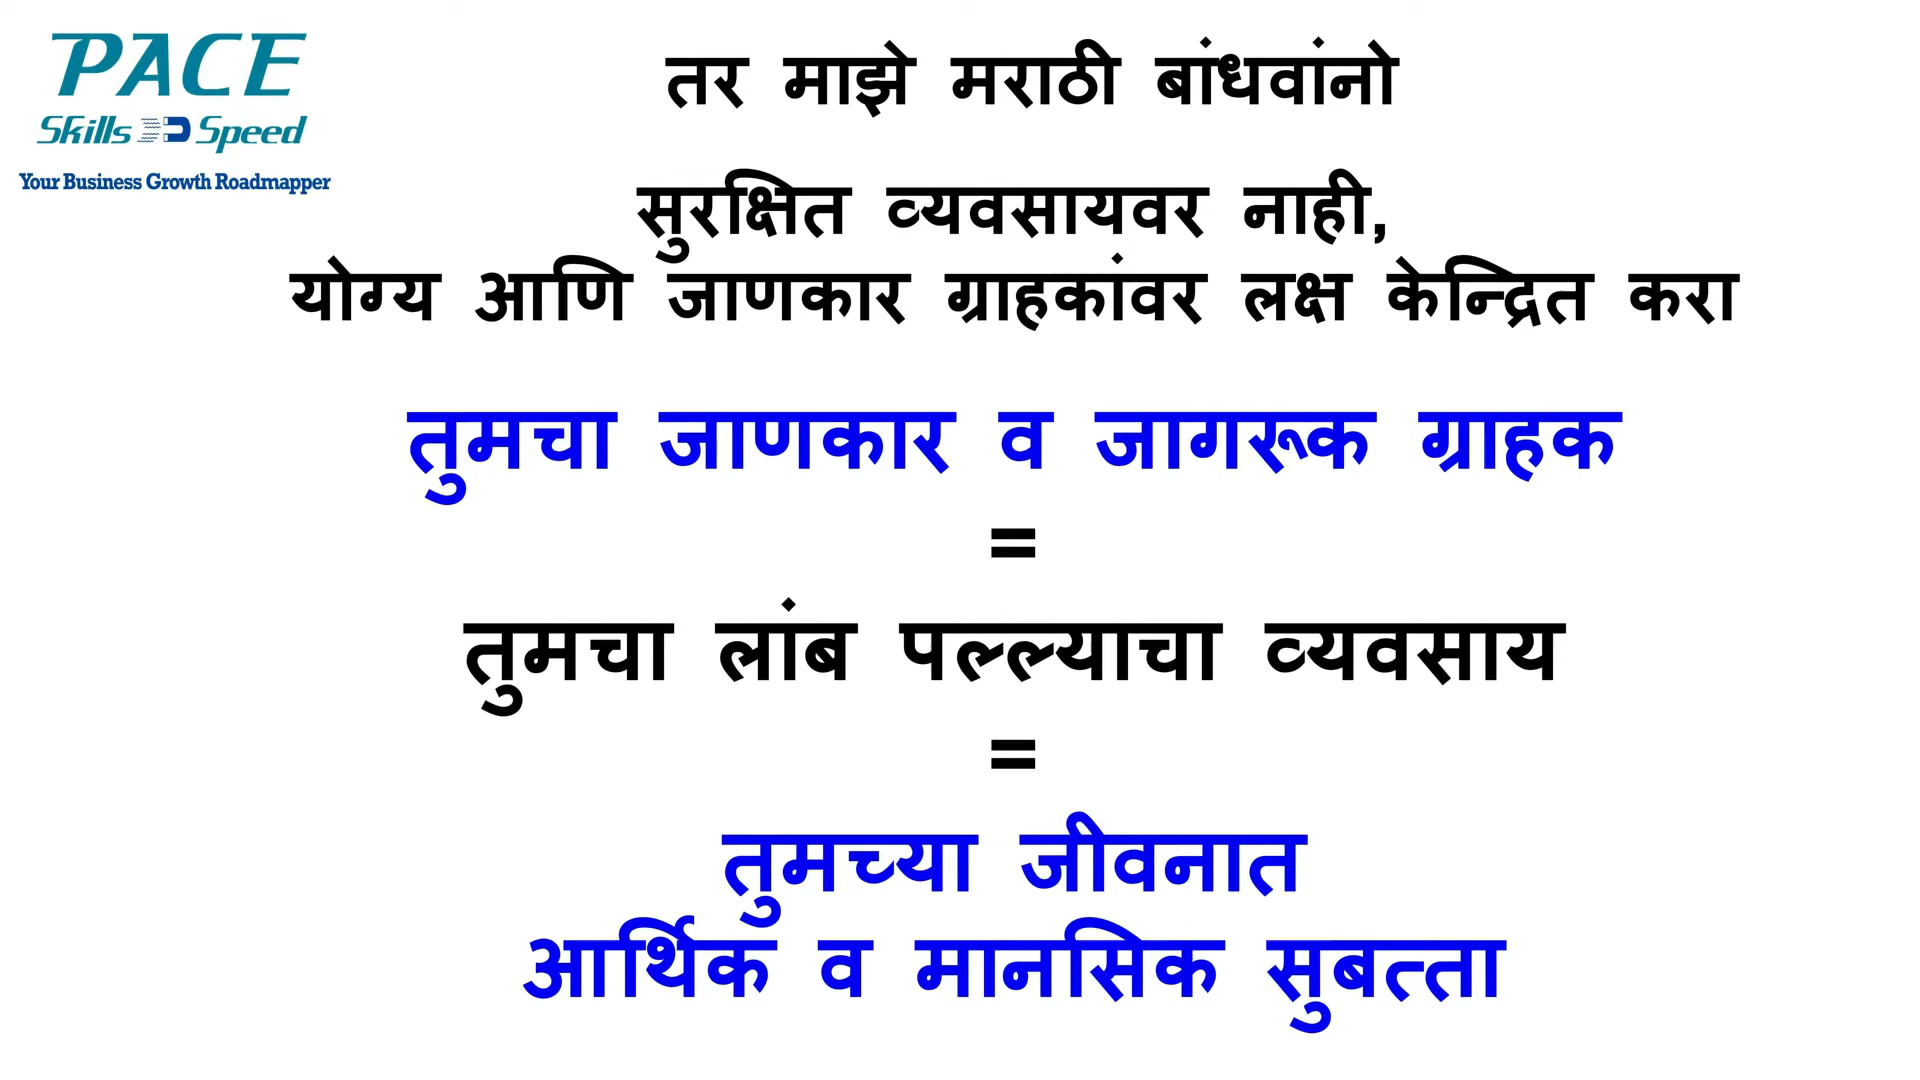 PACE
Skills Speed
Your Business Growth Roadmapper
तर माझे मराठी बांधवांनो
सुरक्षित व्यवसायवर नाही,
योग्य आणि जाणकार ग्राहकांवर लक्ष केन्द्रित करा
तुमचा जाणकार व जागरूक ग्राहक
=
तुमचा लांब पल्ल्याचा व्यवसाय
=
तुमच्या जीवनात
आर्थिक व मानसिक सुबत्ता